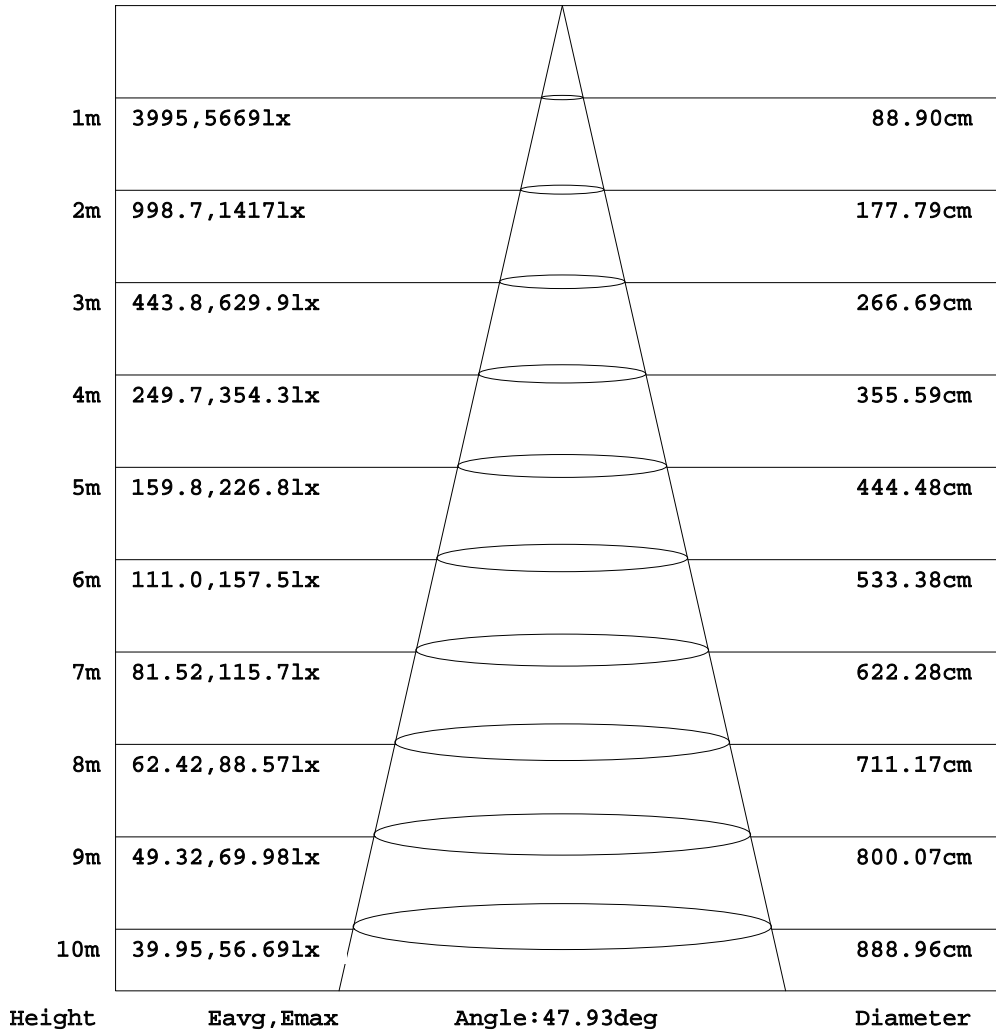 1m 3995,5669lx 88.90cm
2m 998.7,1417lx 177.79cm
3m 443.8,629.9lx 266.69cm
4m 249.7,354.3lx 355.59cm
5m 159.8,226.8lx 444.48cm
6m 111.0,157.5lx 533.38cm
7m 81.52,115.7lx 622.28cm
8m 62.42,88.57lx 711.17cm
9m 49.32,69.98lx 800.07cm
10m 39.95,56.69lx 888.96cm
Height Eavg,Emax Angle:47.93deg Diameter